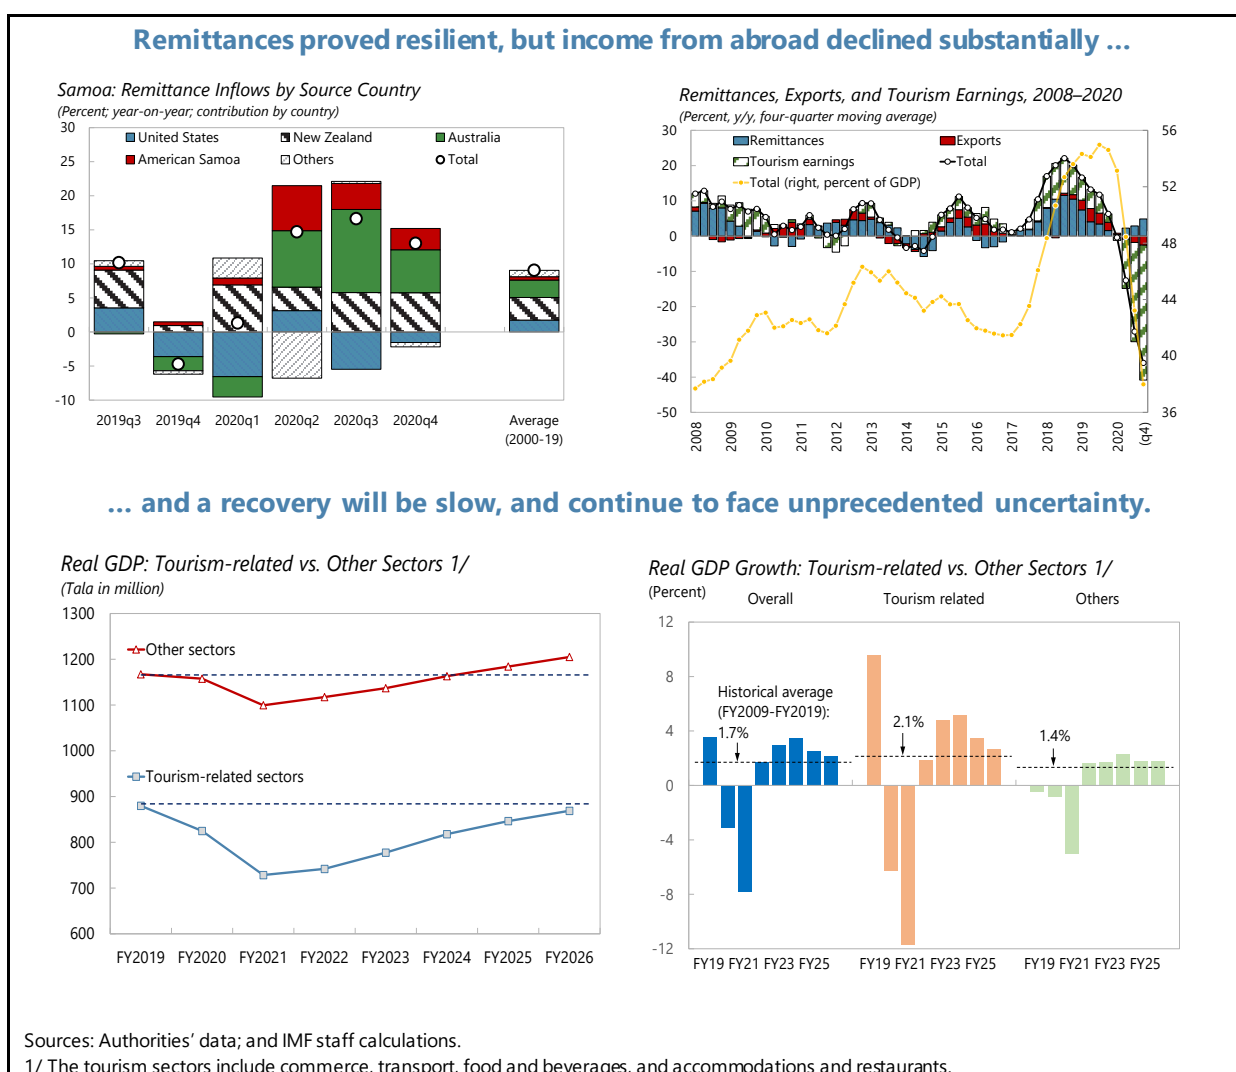 Remittances proved resilient, but income from abroad declined substantially …
Samoa: Remittance Inflows by Source Country
(Percent; year-on-year; contribution by country)
30
25
20
15
10
5
0
-5
-10
United States
New Zealand
Australia
American Samoa
Others
Total
2019q3
2019q4
2020q1
2020q2
2020q3
2020q4
Average
(2000-19)
Remittances, Exports, and Tourism Earnings, 2008–2020
(Percent, y/y, four-quarter moving average)
30
20
10
0
-10
-20
-30
-40
-50
Remittances
Exports
Tourism earnings
Total
Total (right, percent of GDP)
56
52
48
44
40
36
2008
2009
2010
2011
2012
2013
2014
2015
2016
2017
2018
2019
2020
(q4)
… and a recovery will be slow, and continue to face unprecedented uncertainty.
Real GDP: Tourism-related vs. Other Sectors 1/
(Tala in million)
1300
1200
1100
1000
900
800
700
600
Other sectors
Tourism-related sectors
FY2019
FY2020
FY2021
FY2022
FY2023
FY2024
FY2025
FY2026
Real GDP Growth: Tourism-related vs. Other Sectors 1/
(Percent)
Overall
Tourism related
Others
12
8
4
0
-4
-8
-12
Historical average
(FY2009-FY2019):
1.7%
2.1%
1.4%
FY19 FY21 FY23 FY25
FY19 FY21 FY23 FY25
FY19 FY21 FY23 FY25
Sources: Authorities’ data; and IMF staff calculations.
1/ The tourism sectors include commerce, transport, food and beverages, and accommodations and restaurants.